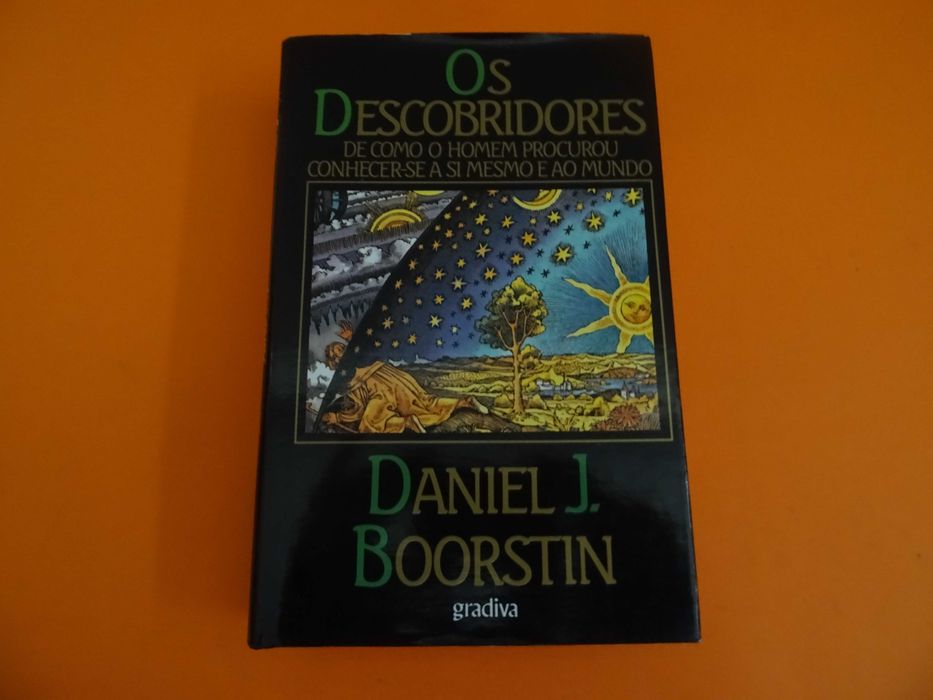 OS
DESCOBRIDORES
DE COMO O HOMEM PROCUROU
CONHECER-SE A SI MESMO E AO MUNDO
DANIEL J.
BOORSTIN
gradiva